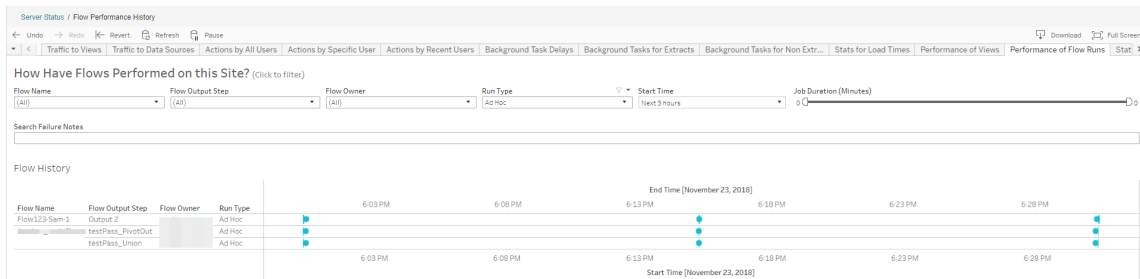 Server Status / Flow Performance History
← Undo → Redo |← Revert Refresh Pause Download Full Screen
Traffic to Views Traffic to Data Sources Actions by All Users Actions by Specific User Actions by Recent Users Background Task Delays Background Tasks for Extracts Background Tasks for Non Extr... Stats for Load Times Performance of Views Performance of Flow Runs Stat
How Have Flows Performed on this Site? (Click to filter)
Flow Name Flow Output Step Flow Owner Run Type Start Time Job Duration (Minutes)
(All) (All) (All) Ad Hoc Next 3 hours 0 0
Search Failure Notes
Flow History
End Time [November 23, 2018]
Flow Name Flow Output Step Flow Owner Run Type 6:03 PM 6:08 PM 6:13 PM 6:18 PM 6:23 PM 6:28 PM
Flow123-Sam-1 Output 2 Ad Hoc
testPass_PivotOut Ad Hoc
testPass_Union Ad Hoc
6:03 PM 6:08 PM 6:13 PM 6:18 PM 6:23 PM 6:28 PM
Start Time [November 23, 2018]